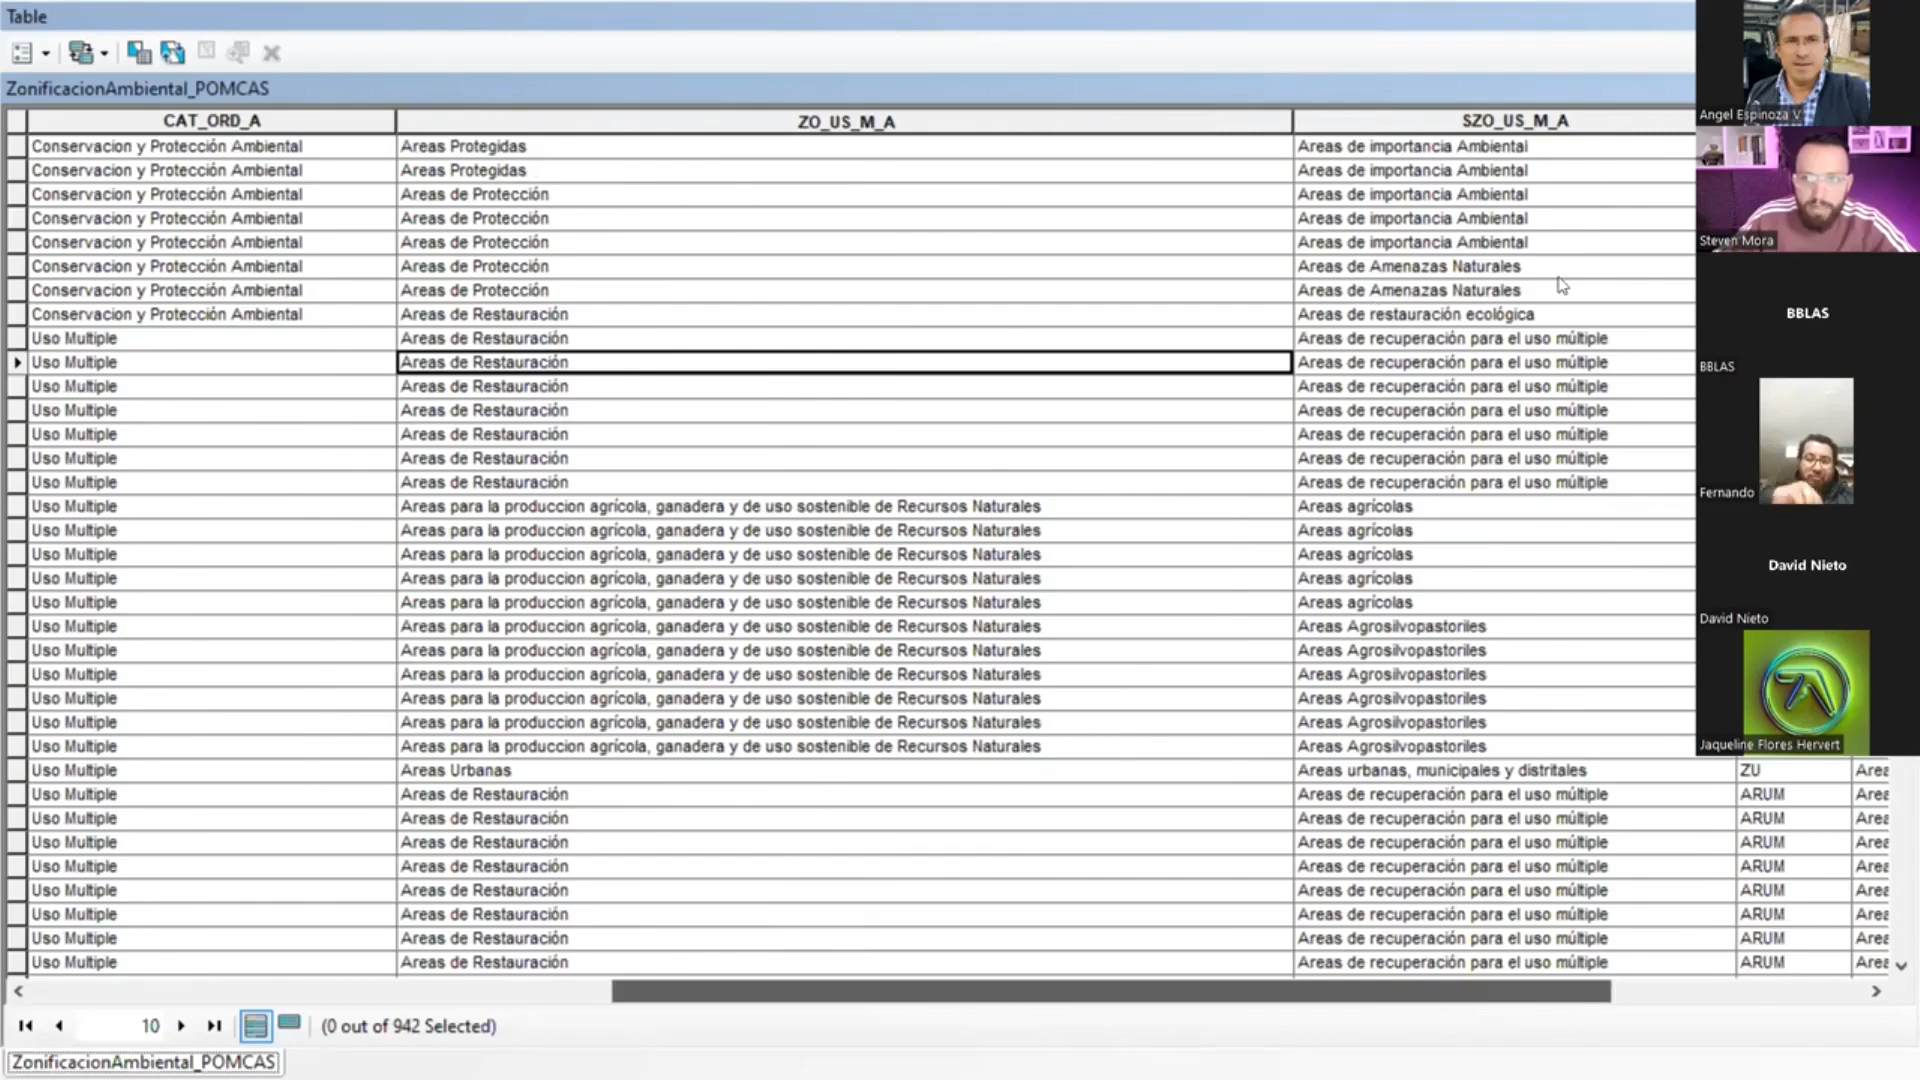 Table
ZonificacionAmbiental_POMCAS
CAT_ORD_A ZO_US_M_A SZO_US_M_A
Conservacion y Protección Ambiental Areas Protegidas Areas de importancia Ambiental
Conservacion y Protección Ambiental Areas Protegidas Areas de importancia Ambiental
Conservacion y Protección Ambiental Areas de Protección Areas de importancia Ambiental
Conservacion y Protección Ambiental Areas de Protección Areas de importancia Ambiental
Conservacion y Protección Ambiental Areas de Protección Areas de importancia Ambiental
Conservacion y Protección Ambiental Areas de Protección Areas de Amenazas Naturales
Conservacion y Protección Ambiental Areas de Protección Areas de Amenazas Naturales
Conservacion y Protección Ambiental Areas de Restauración Areas de restauración ecológica
Uso Multiple Areas de Restauración Areas de recuperación para el uso múltiple
Uso Multiple Areas de Restauración Areas de recuperación para el uso múltiple
Uso Multiple Areas de Restauración Areas de recuperación para el uso múltiple
Uso Multiple Areas de Restauración Areas de recuperación para el uso múltiple
Uso Multiple Areas de Restauración Areas de recuperación para el uso múltiple
Uso Multiple Areas de Restauración Areas de recuperación para el uso múltiple
Uso Multiple Areas de Restauración Areas de recuperación para el uso múltiple
Uso Multiple Areas para la produccion agrícola, ganadera y de uso sostenible de Recursos Naturales Areas agrícolas
Uso Multiple Areas para la produccion agrícola, ganadera y de uso sostenible de Recursos Naturales Areas agrícolas
Uso Multiple Areas para la produccion agrícola, ganadera y de uso sostenible de Recursos Naturales Areas agrícolas
Uso Multiple Areas para la produccion agrícola, ganadera y de uso sostenible de Recursos Naturales Areas agrícolas
Uso Multiple Areas para la produccion agrícola, ganadera y de uso sostenible de Recursos Naturales Areas agrícolas
Uso Multiple Areas para la produccion agrícola, ganadera y de uso sostenible de Recursos Naturales Areas Agrosilvopastoriles
Uso Multiple Areas para la produccion agrícola, ganadera y de uso sostenible de Recursos Naturales Areas Agrosilvopastoriles
Uso Multiple Areas para la produccion agrícola, ganadera y de uso sostenible de Recursos Naturales Areas Agrosilvopastoriles
Uso Multiple Areas para la produccion agrícola, ganadera y de uso sostenible de Recursos Naturales Areas Agrosilvopastoriles
Uso Multiple Areas para la produccion agrícola, ganadera y de uso sostenible de Recursos Naturales Areas Agrosilvopastoriles
Uso Multiple Areas para la produccion agrícola, ganadera y de uso sostenible de Recursos Naturales Areas Agrosilvopastoriles
Uso Multiple Areas Urbanas Areas urbanas, municipales y distritales ZU Area
Uso Multiple Areas de Restauración Areas de recuperación para el uso múltiple ARUM Area
Uso Multiple Areas de Restauración Areas de recuperación para el uso múltiple ARUM Area
Uso Multiple Areas de Restauración Areas de recuperación para el uso múltiple ARUM Area
Uso Multiple Areas de Restauración Areas de recuperación para el uso múltiple ARUM Area
Uso Multiple Areas de Restauración Areas de recuperación para el uso múltiple ARUM Area
Uso Multiple Areas de Restauración Areas de recuperación para el uso múltiple ARUM Area
Uso Multiple Areas de Restauración Areas de recuperación para el uso múltiple ARUM Area
Uso Multiple Areas de Restauración Areas de recuperación para el uso múltiple ARUM Area
10 (0 out of 942 Selected)
ZonificacionAmbiental_POMCAS
Angel Espinoza V
Steven Mora
BBLAS
BBLAS
Fernando
David Nieto
David Nieto
Jaqueline Flores Hervert